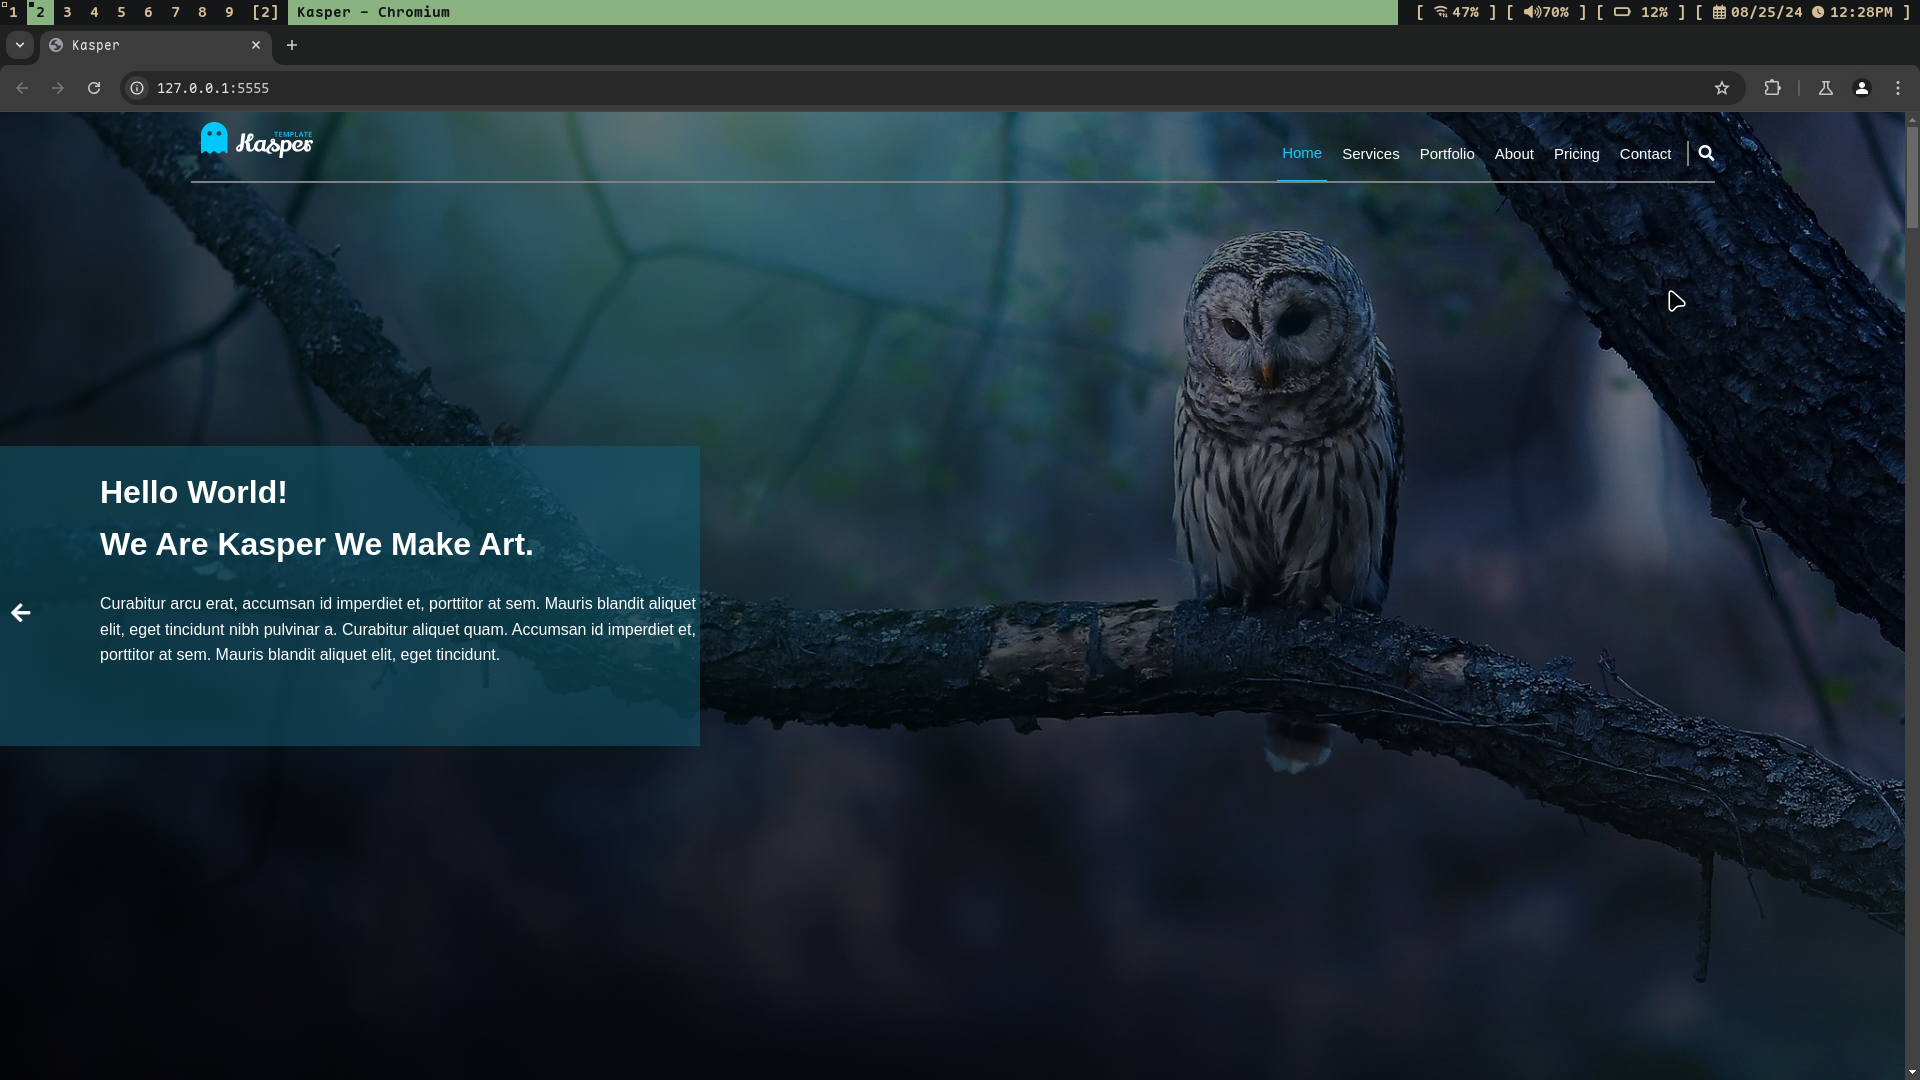 1 2 3 4 5 6 7 8 9 [2] Kasper - Chromium [ 47% ] [ 70% ] [ 12% ] [ 08/25/24 12:28PM ]
Kasper
127.0.0.1:5555
TEMPLATE
Kasper
Home Services Portfolio About Pricing Contact
Hello World!
We Are Kasper We Make Art.
Curabitur arcu erat, accumsan id imperdiet et, porttitor at sem. Mauris blandit aliquet
elit, eget tincidunt nibh pulvinar a. Curabitur aliquet quam. Accumsan id imperdiet et,
porttitor at sem. Mauris blandit aliquet elit, eget tincidunt.